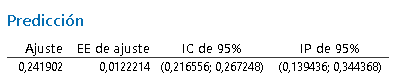 Predicción
Ajuste EE de ajuste IC de 95% IP de 95%
0,241902 0,0122214 (0,216556; 0,267248) (0,139436; 0,344368)